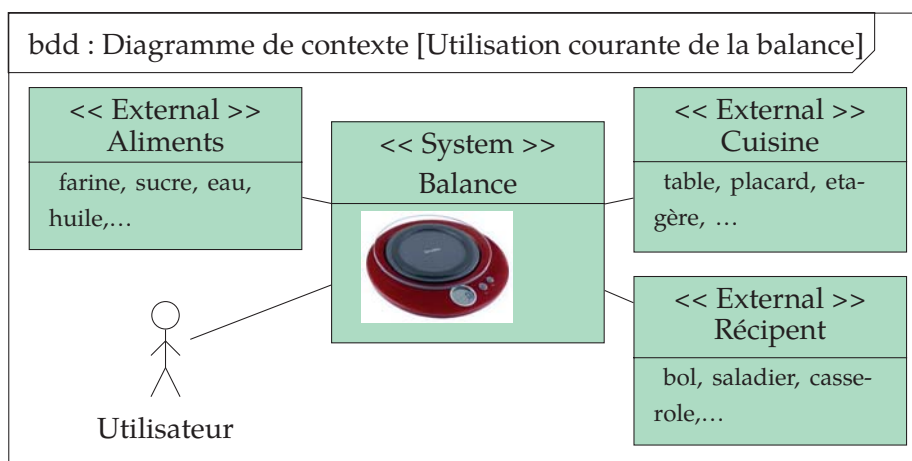 bdd : Diagramme de contexte [Utilisation courante de la balance]
<< External >>
Aliments
farine, sucre, eau,
huile,...
<< System >>
Balance
<< External >>
Cuisine
table, placard, eta-
gère, ...
<< External >>
Récipent
bol, saladier, casse-
role,...
Utilisateur